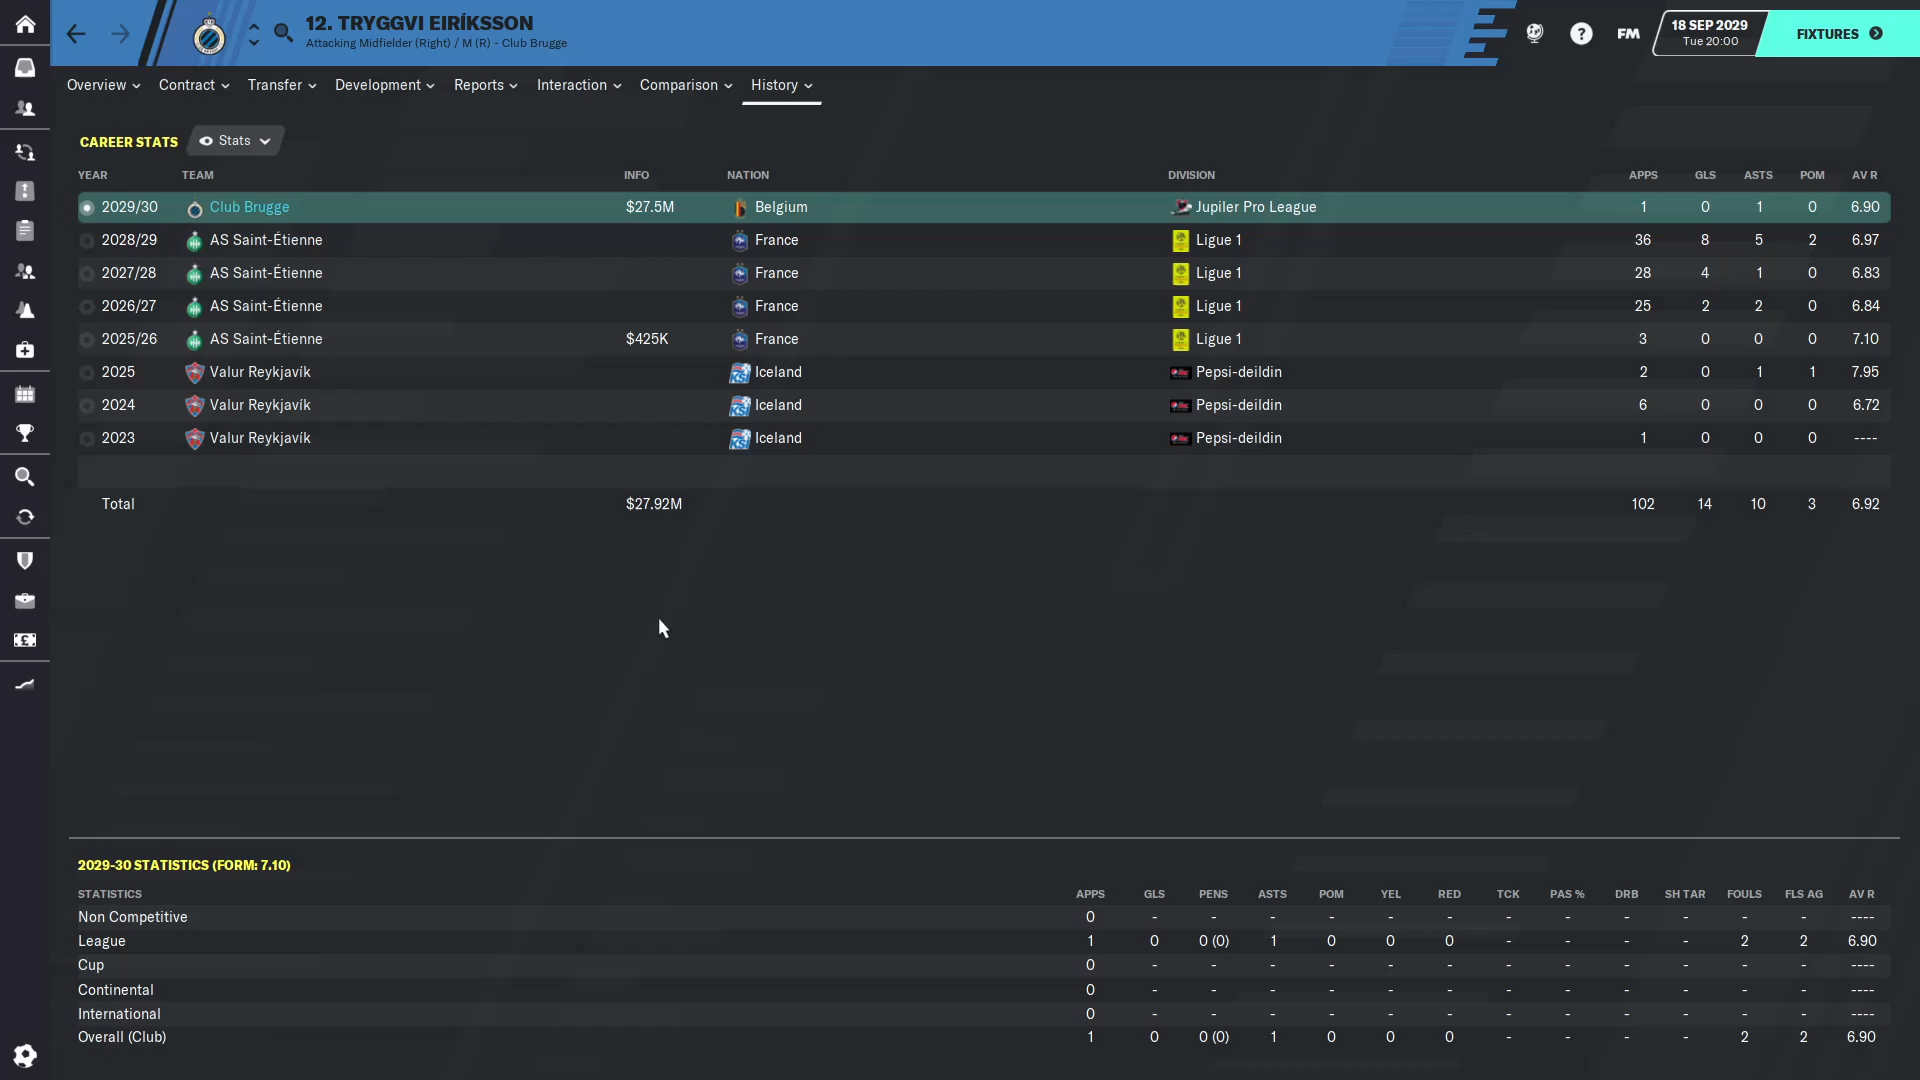 12. TRYGGVI EIRÍKSSON
Attacking Midfielder (Right) / M (R) - Club Brugge
FM
18 SEP 2029
Tue 20:00
FIXTURES
Overview Contract Transfer Development Reports Interaction Comparison History
CAREER STATS Stats
YEAR TEAM INFO NATION DIVISION APPS GLS ASTS POM AV R
2029/30 Club Brugge $27.5M Belgium Jupiler Pro League 1 0 1 0 6.90
2028/29 AS Saint-Étienne France Ligue 1 36 8 5 2 6.97
2027/28 AS Saint-Étienne France Ligue 1 28 4 1 0 6.83
2026/27 AS Saint-Étienne France Ligue 1 25 2 2 0 6.84
2025/26 AS Saint-Étienne $425K France Ligue 1 3 0 0 0 7.10
2025 Valur Reykjavík Iceland Pepsi-deildin 2 0 1 1 7.95
2024 Valur Reykjavík Iceland Pepsi-deildin 6 0 0 0 6.72
2023 Valur Reykjavík Iceland Pepsi-deildin 1 0 0 0 ----
Total $27.92M 102 14 10 3 6.92
2029-30 STATISTICS (FORM: 7.10)
STATISTICS APPS GLS PENS ASTS POM YEL RED TCK PAS % DRB SH TAR FOULS FLS AG AV R
Non Competitive 0 - - - - - - - - - - - - ----
League 1 0 0 (0) 1 0 0 0 - - - - 2 2 6.90
Cup 0 - - - - - - - - - - - - ----
Continental 0 - - - - - - - - - - - - ----
International 0 - - - - - - - - - - - - ----
Overall (Club) 1 0 0 (0) 1 0 0 0 - - - - 2 2 6.90